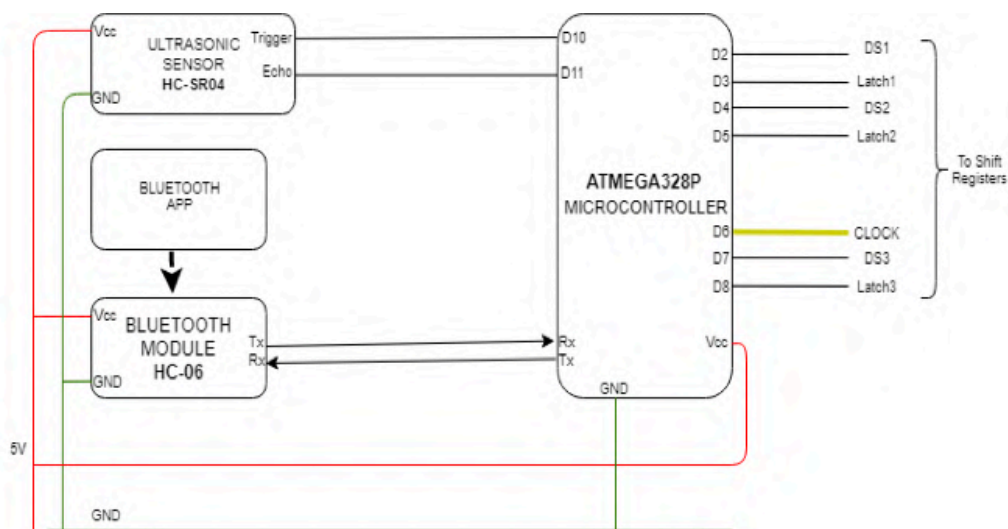 Vcc
ULTRASONIC
SENSOR
HC-SR04
Trigger
Echo
GND
BLUETOOTH
APP
Vcc
BLUETOOTH
MODULE
HC-06
Tx
Rx
GND
D10
D11
ATMEGA328P
MICROCONTROLLER
D2
D3
D4
D5
D6
D7
D8
Rx
Tx
Vcc
GND
DS1
Latch1
DS2
Latch2
CLOCK
DS3
Latch3
To Shift
Registers
5V
GND